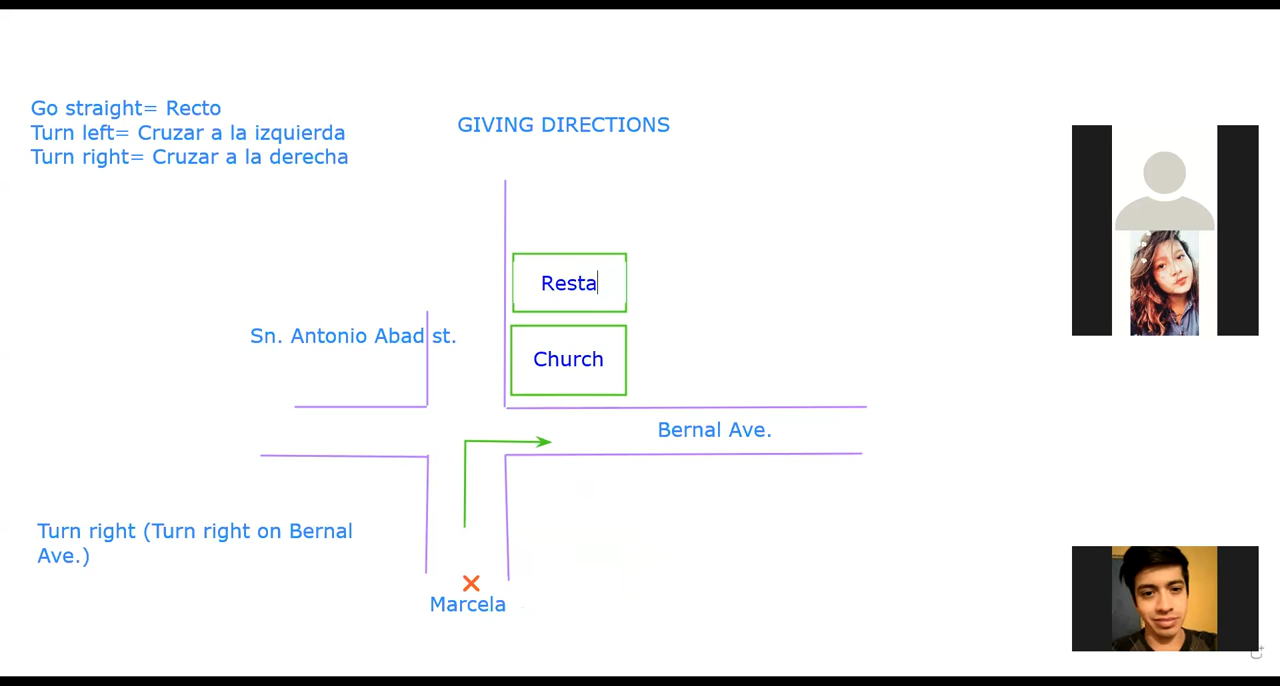 Go straight= Recto
Turn left= Cruzar a la izquierda
Turn right= Cruzar a la derecha
GIVING DIRECTIONS
Resta
Sn. Antonio Abad st.
Church
Bernal Ave.
Turn right (Turn right on Bernal
Ave.)
Marcela